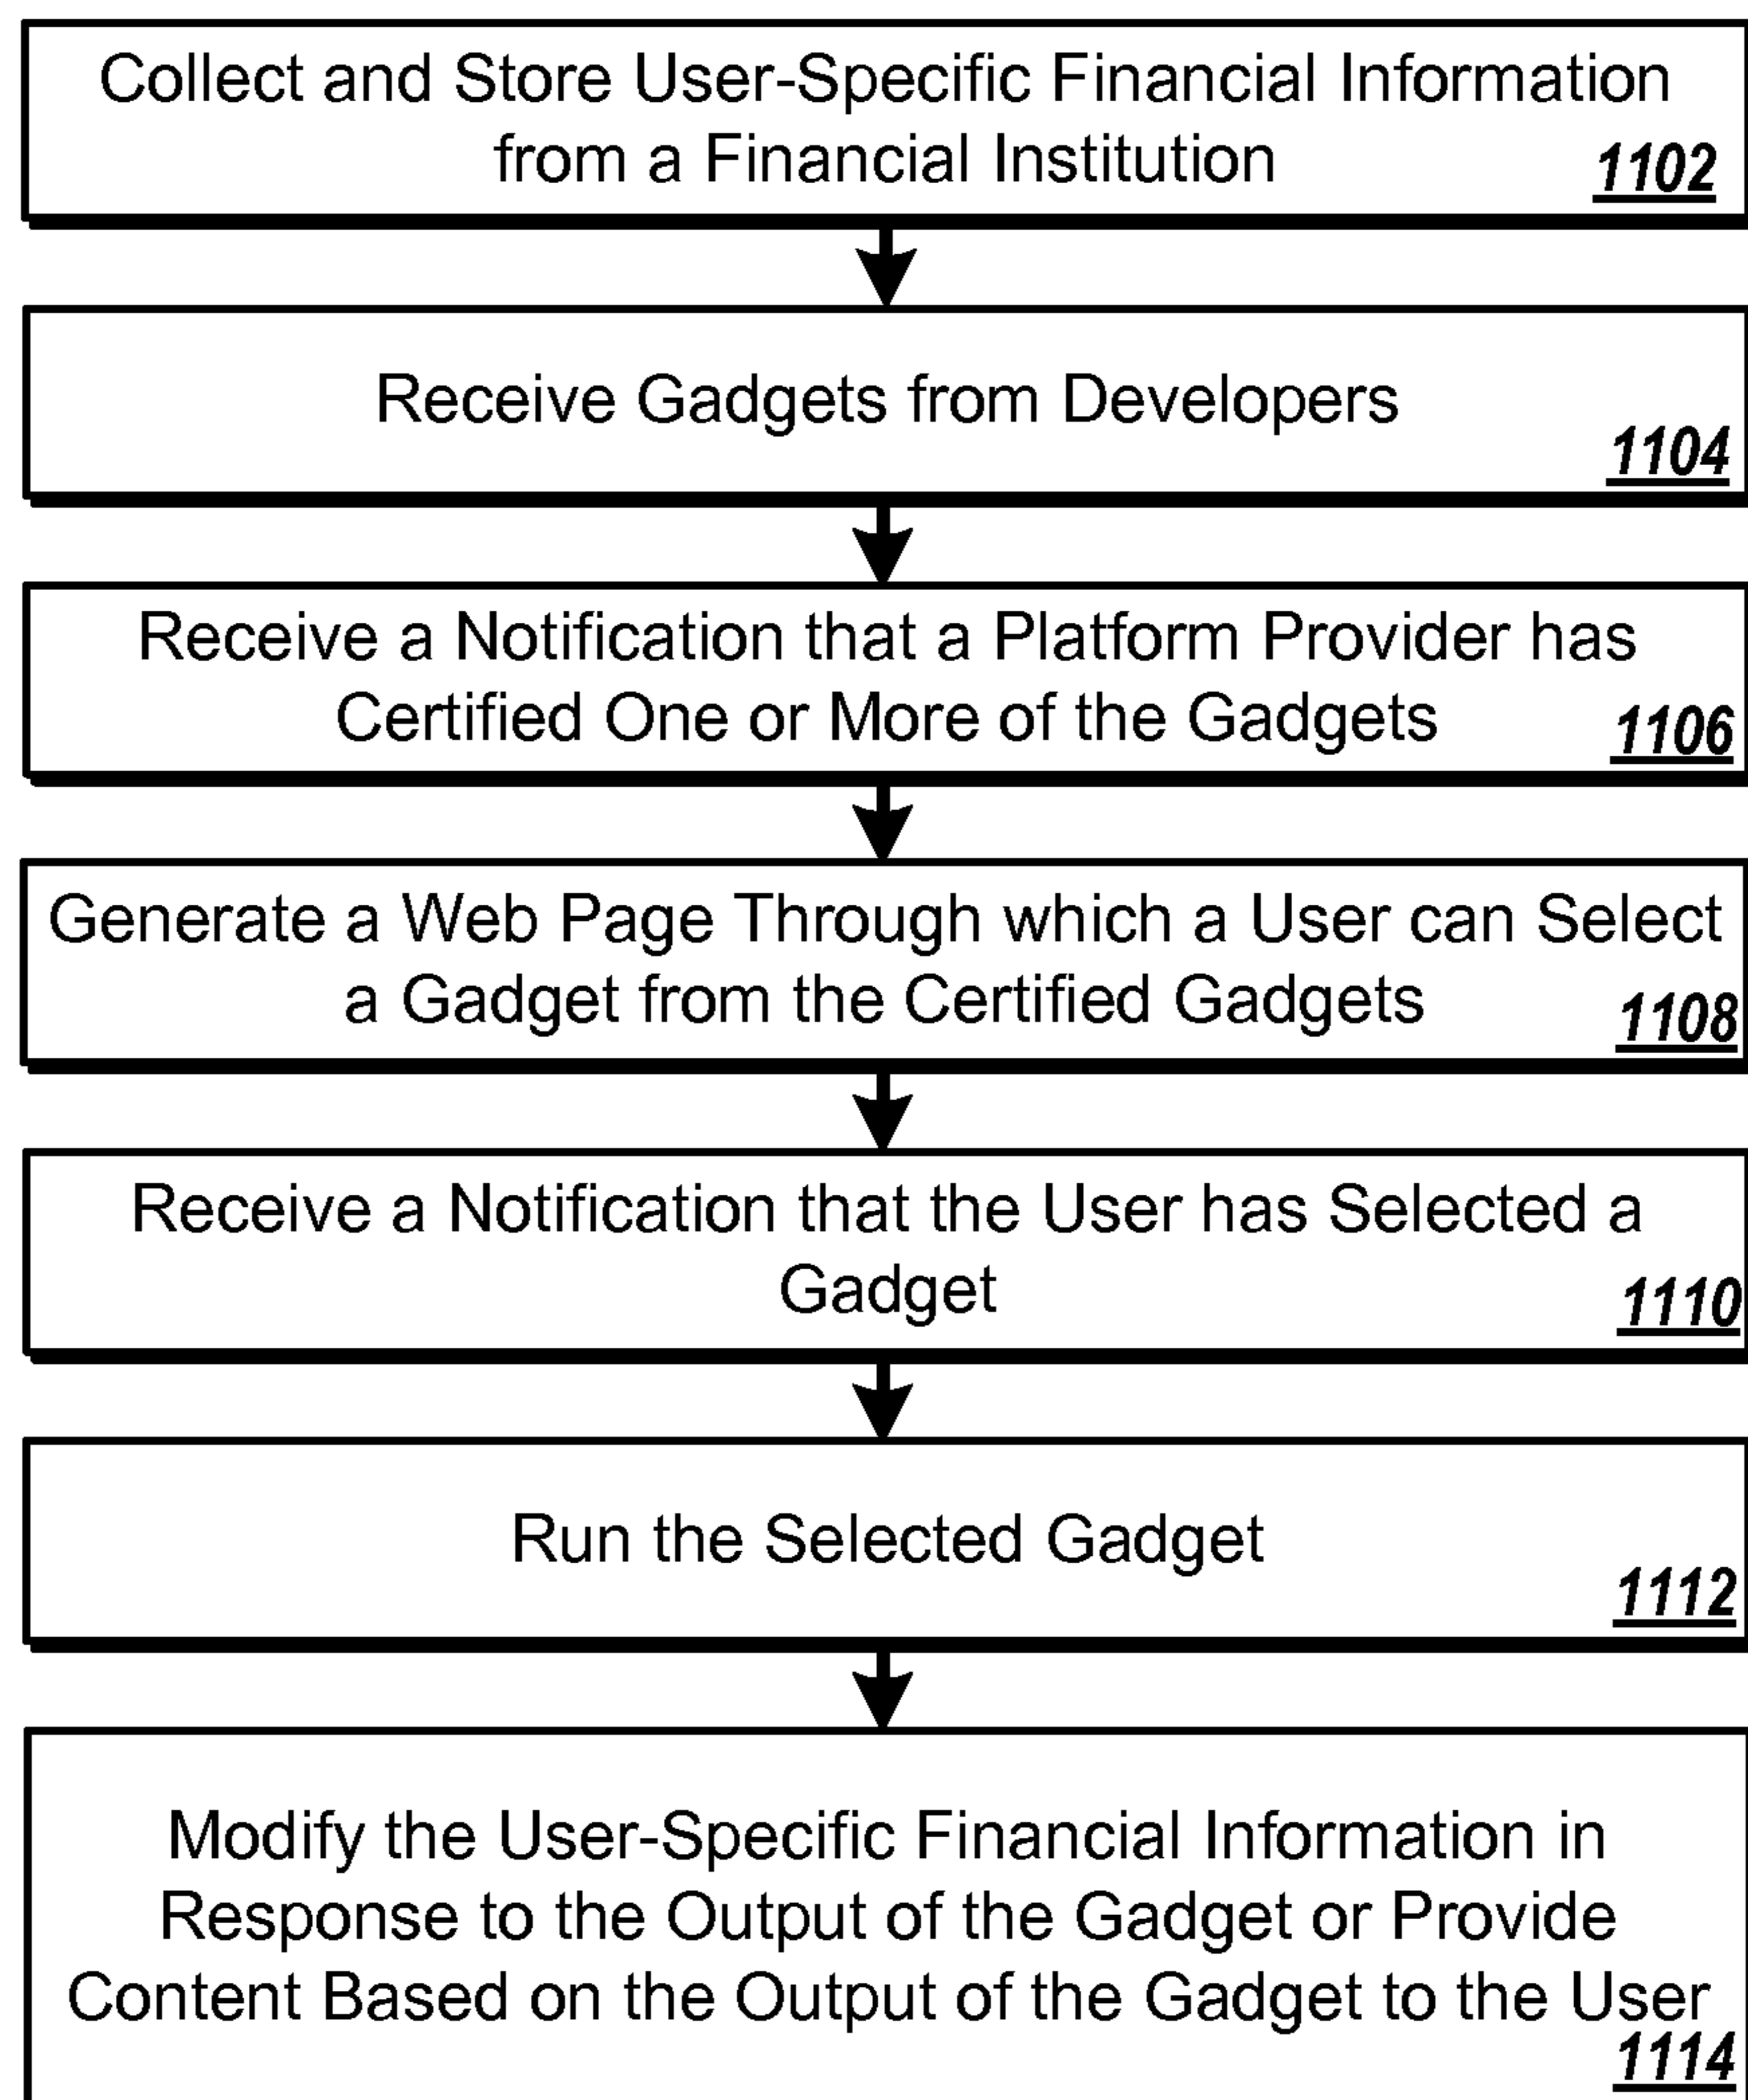 Collect and Store User-Specific Financial Information
from a Financial Institution
1102
Receive Gadgets from Developers
1104
Receive a Notification that a Platform Provider has
Certified One or More of the Gadgets
1106
Generate a Web Page Through which a User can Select
a Gadget from the Certified Gadgets
1108
Receive a Notification that the User has Selected a
Gadget
1110
Run the Selected Gadget
1112
Modify the User-Specific Financial Information in
Response to the Output of the Gadget or Provide
Content Based on the Output of the Gadget to the User
1114